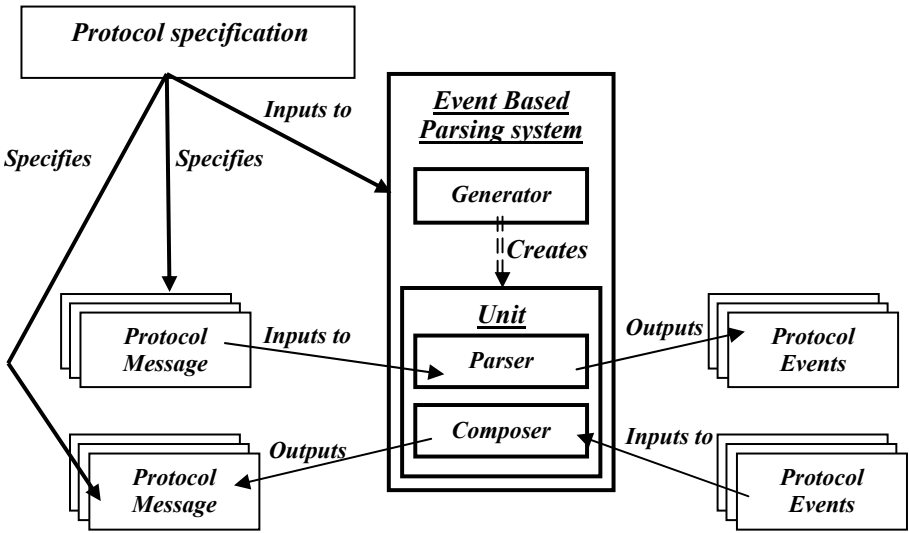 Protocol specification
Inputs to
Event Based
Parsing system
Specifies
Specifies
Generator
Creates
Unit
Protocol
Message
Inputs to
Parser
Outputs
Protocol
Events
Composer
Inputs to
Outputs
Protocol
Message
Protocol
Events